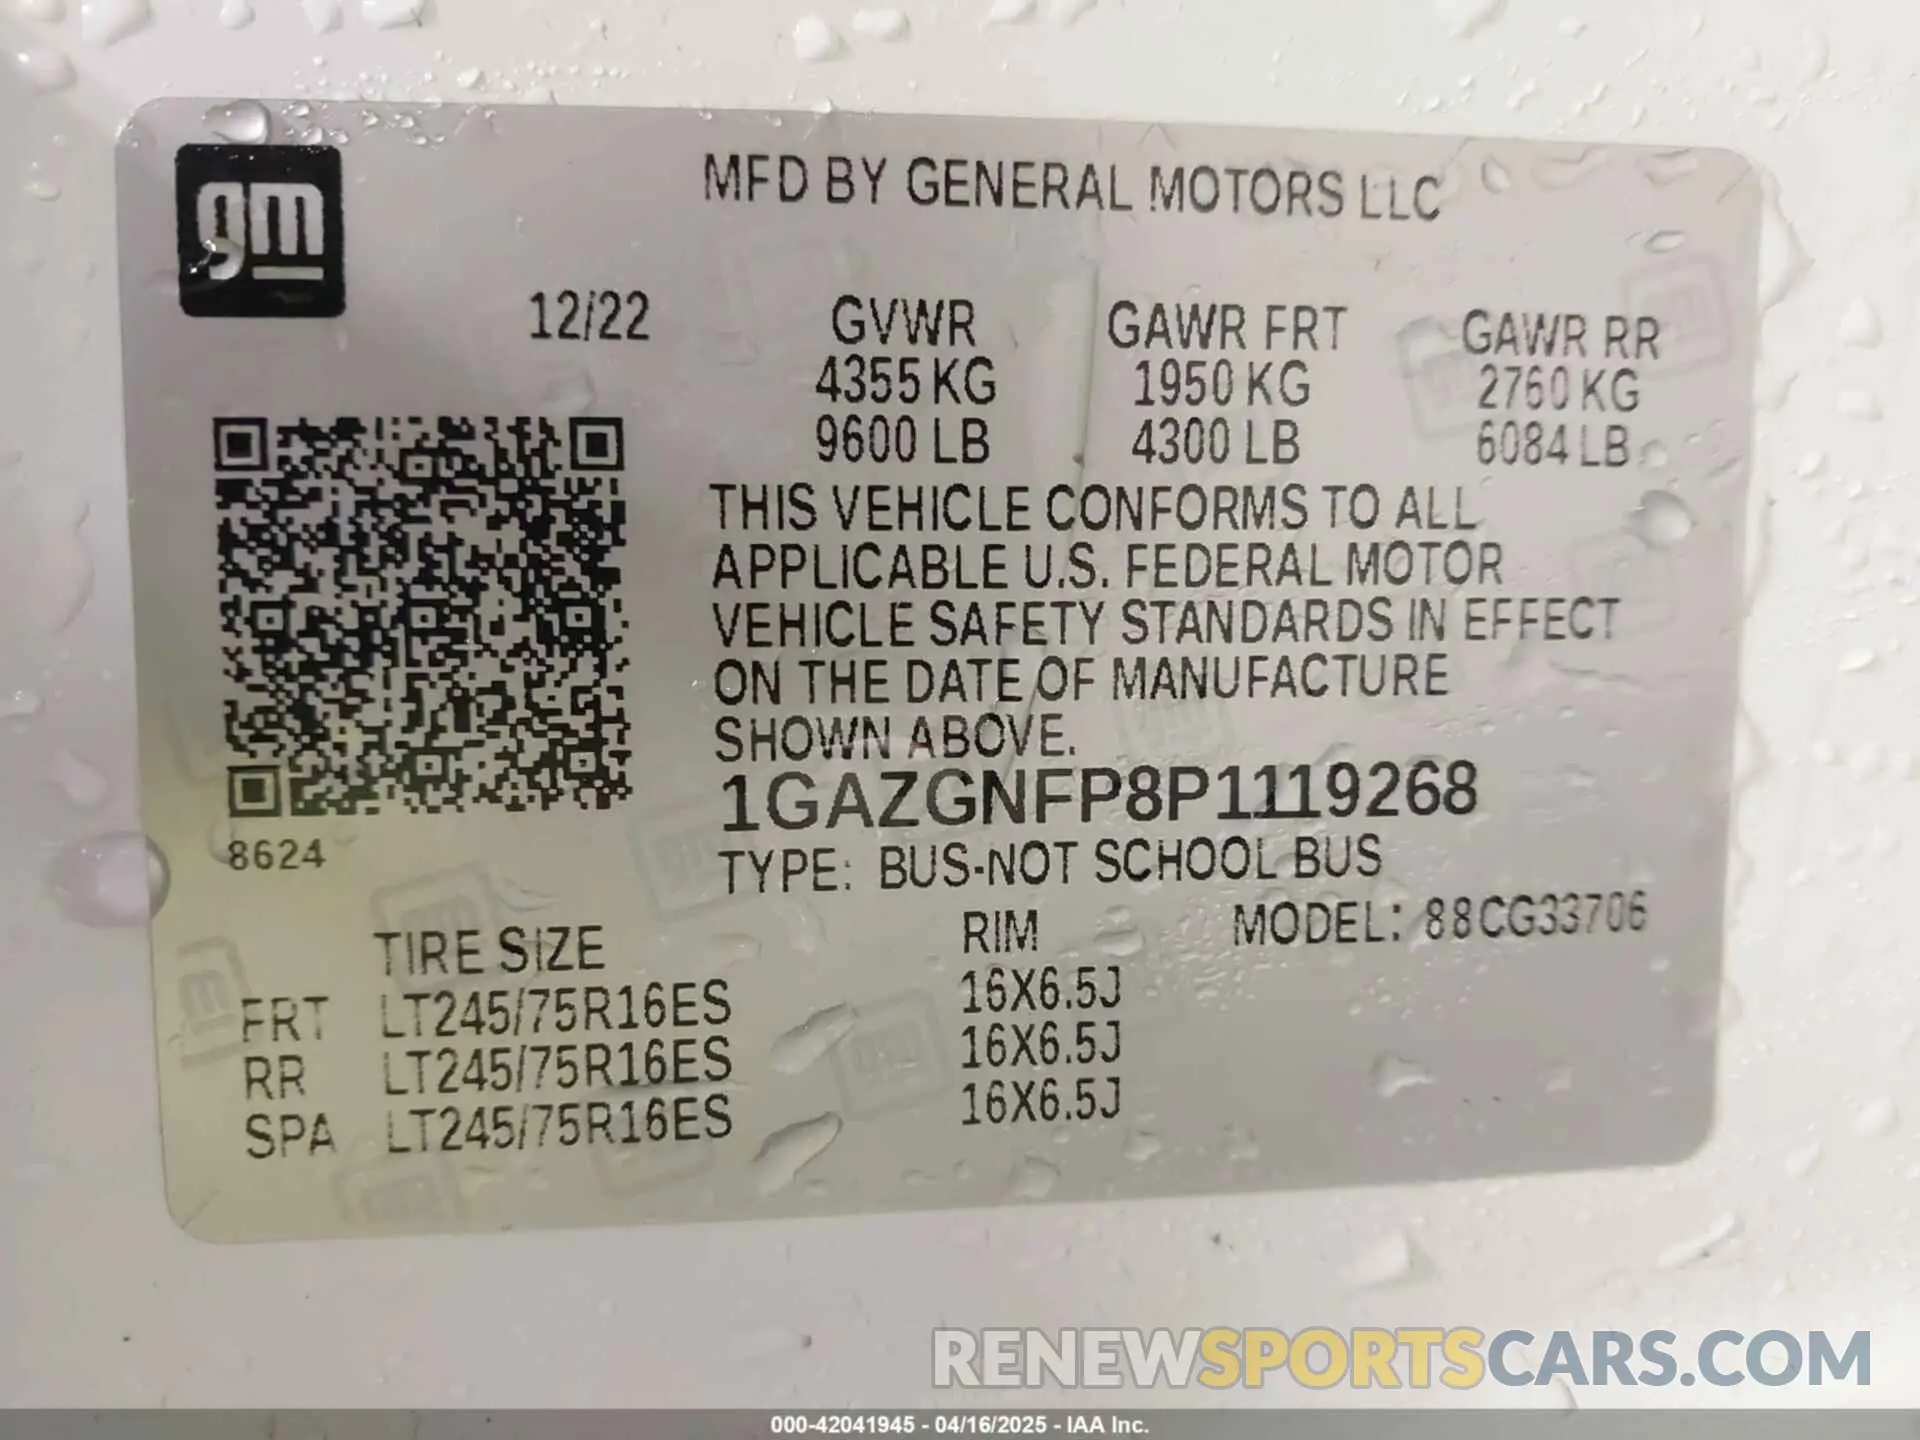 gm
MFD BY GENERAL MOTORS LLC
12/22 GVWR GAWR FRT GAWR RR
4355 KG 1950 KG 2760 KG
9600 LB 4300 LB 6084 LB
THIS VEHICLE CONFORMS TO ALL
APPLICABLE U.S. FEDERAL MOTOR
VEHICLE SAFETY STANDARDS IN EFFECT
ON THE DATE OF MANUFACTURE
SHOWN ABOVE.
1GAZGNFP8P1119268
8624
TYPE: BUS-NOT SCHOOL BUS
TIRE SIZE RIM MODEL: 88CG33706
FRT LT245/75R16ES 16X6.5J
RR LT245/75R16ES 16X6.5J
SPA LT245/75R16ES 16X6.5J
RENEWSPORTSCARS.COM
000-42041945 - 04/16/2025 - IAA Inc.